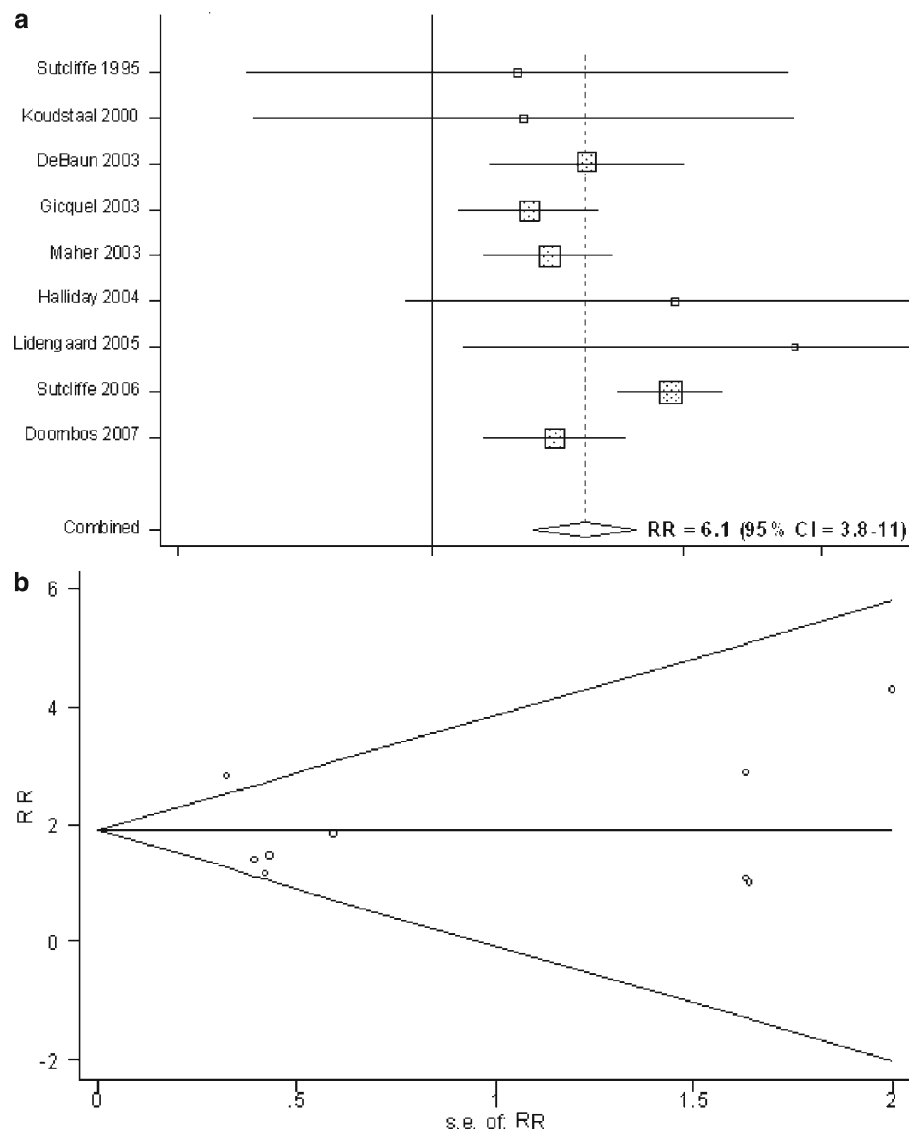 a
Sutcliffe 1995
Koudstaal 2000
DeBaun 2003
Gicquel 2003
Maher 2003
Halliday 2004
Lidengaard 2005
Sutcliffe 2006
Doornbos 2007
Combined
RR = 6.1 (95% CI = 3.8-11)
b
6
4
2
0
-2
RR
0
.5
1
1.5
2
s.e. of: RR